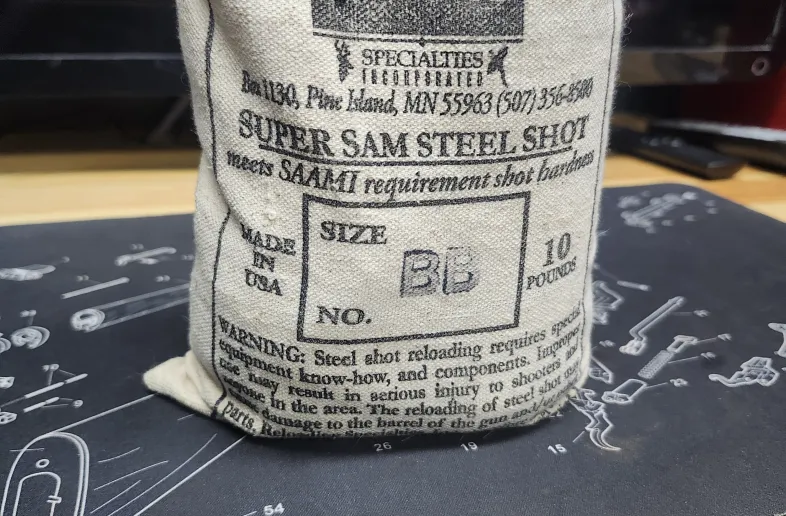 SPECIALTIES
INCORPORATED
Box 1130, Pine Island, MN 55963 (507) 356-8500
SUPER SAM STEEL SHOT
meets SAAMI requirement shot hardness
MADE
IN
USA
SIZE
BB
NO.
10
POUNDS
WARNING: Steel shot reloading requires special
equipment know-how, and components. Improper
use may result in serious injury to shooters and
anyone in the area. The reloading of steel shot may
damage to the barrel of the gun and/or
parts. Reloading Specialties
26
19
15
54